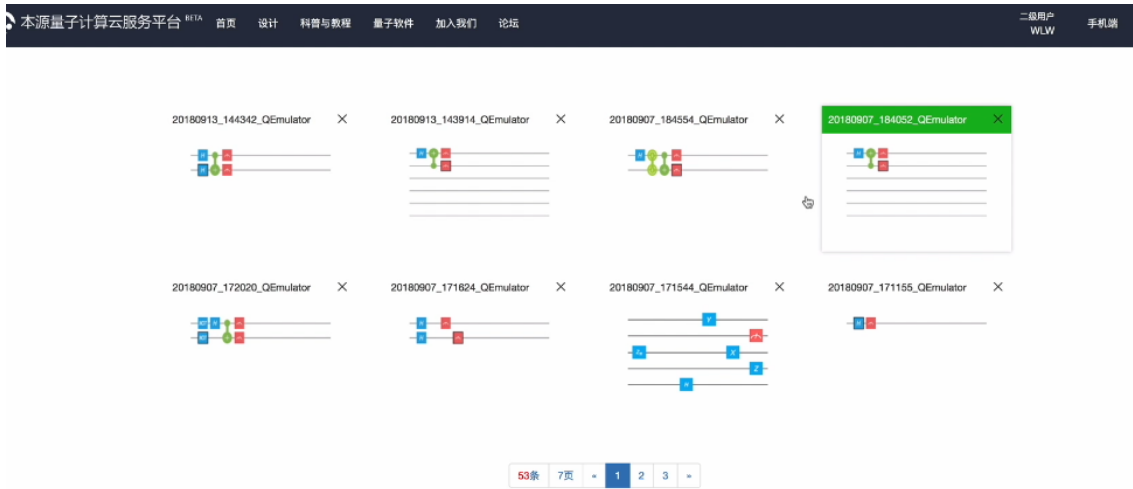 本源量子计算云服务平台 BETA 首页 设计 科普与教程 量子软件 加入我们 论坛 二级用户 WLW 手机端
20180913_144342_QEmulator 20180913_143914_QEmulator 20180907_184554_QEmulator 20180907_184052_QEmulator
20180907_172020_QEmulator 20180907_171624_QEmulator 20180907_171544_QEmulator 20180907_171155_QEmulator
Y
X
Z
H
53条 7页 « 1 2 3 »